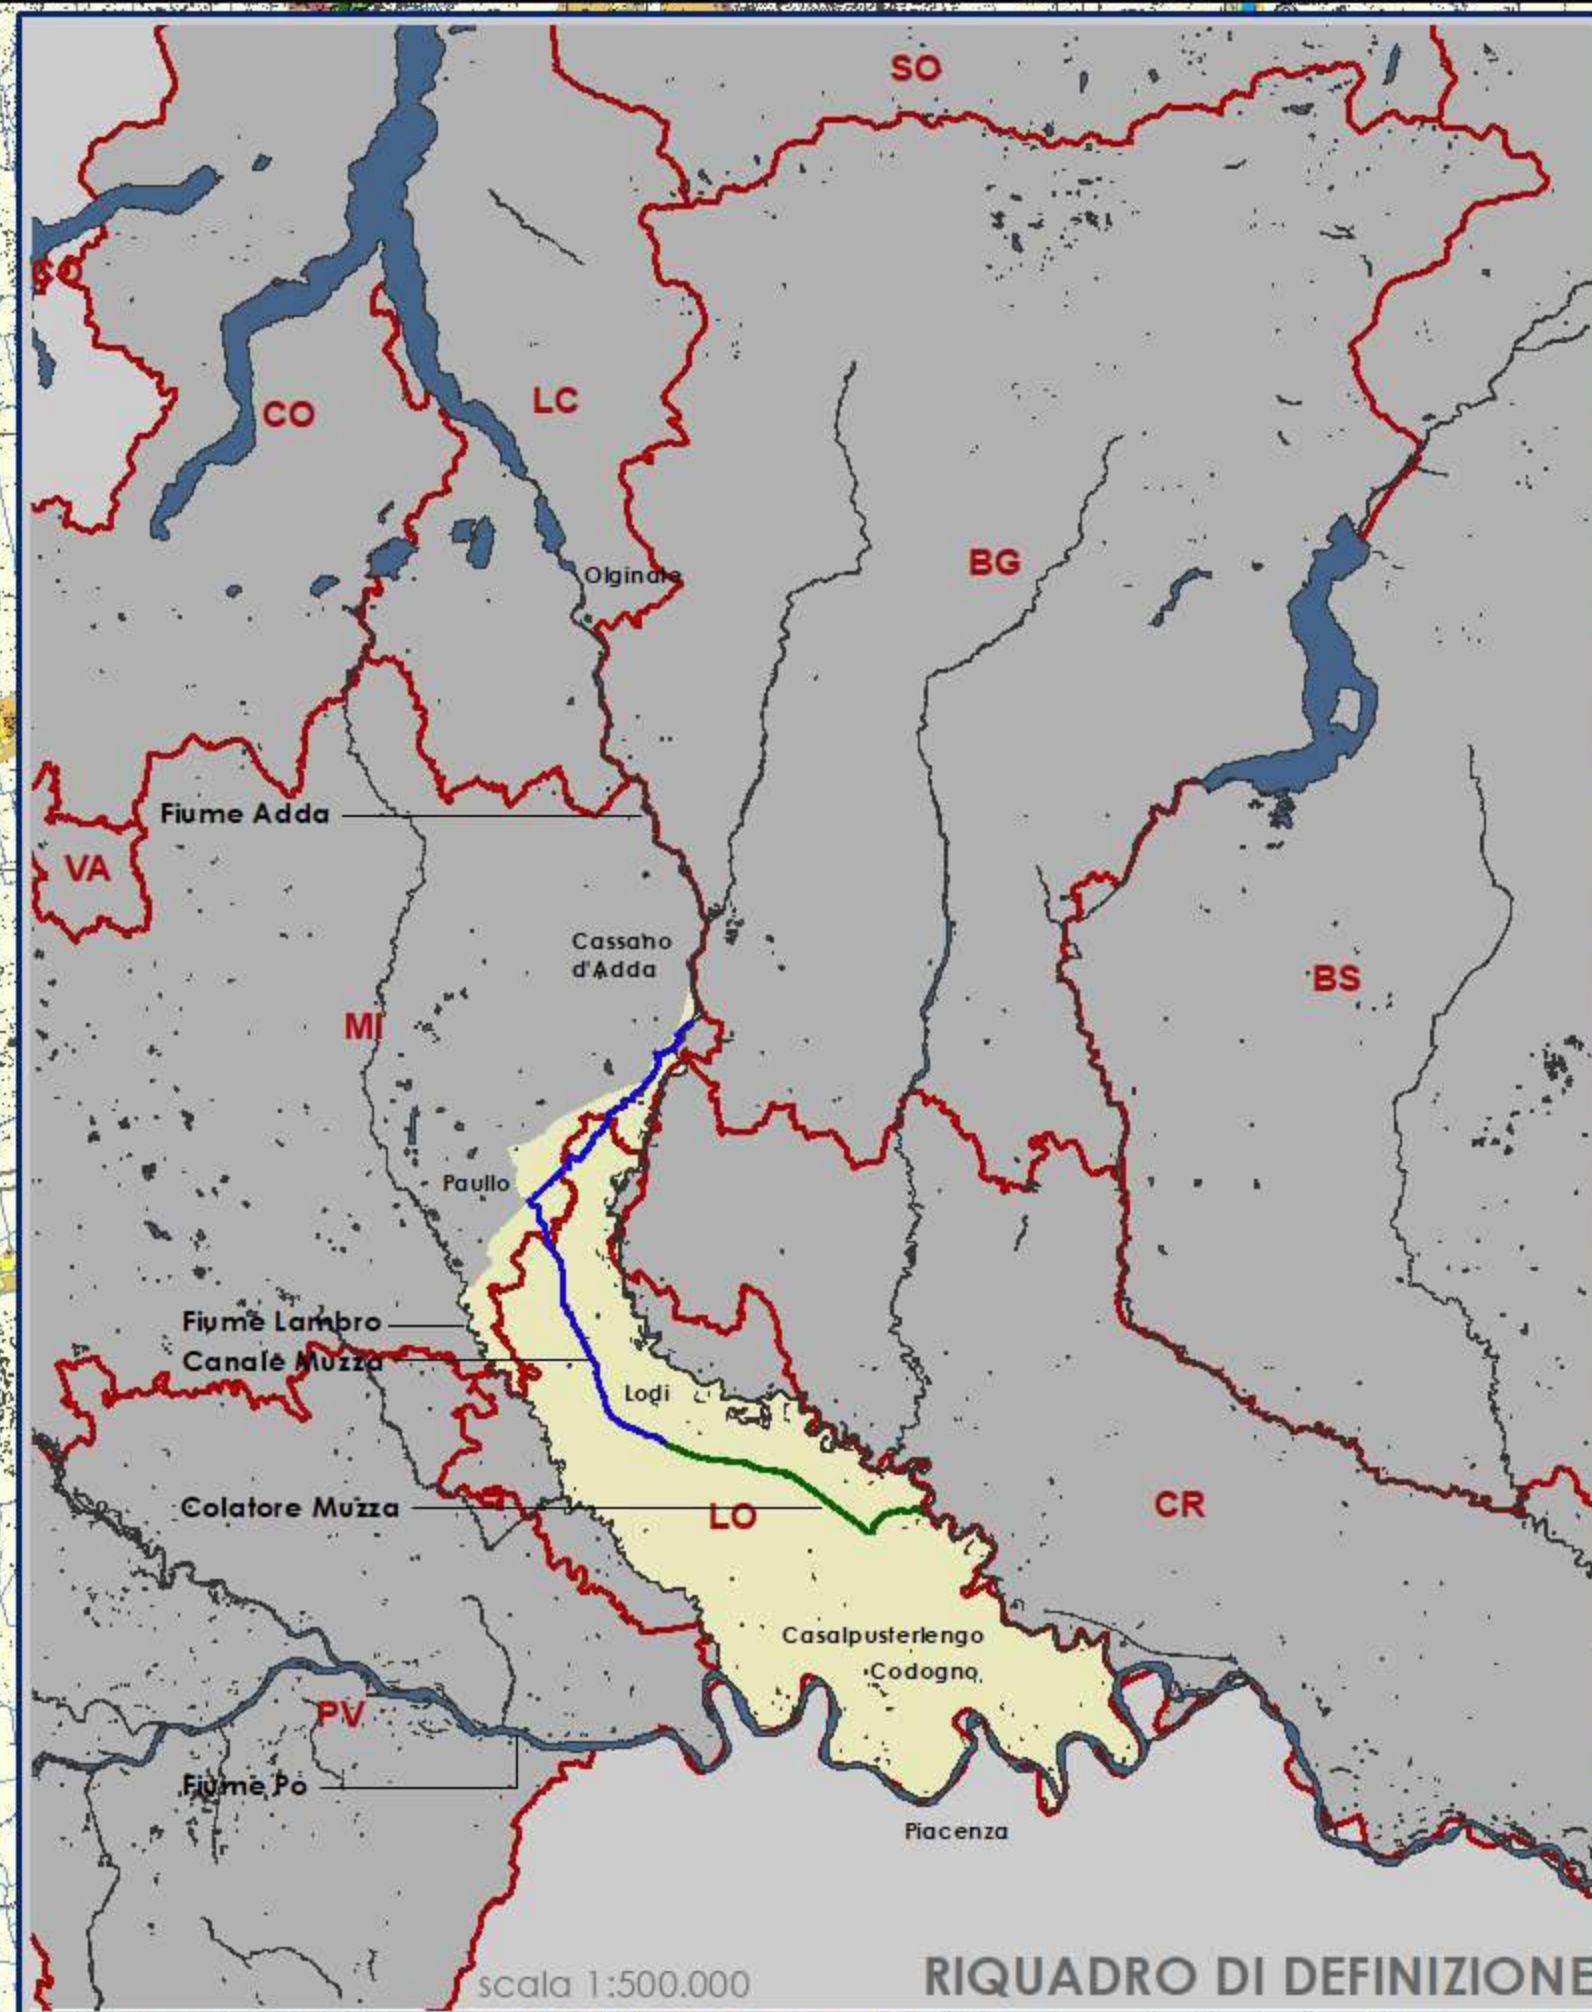 SO
CO
CO
LC
Olginate
BG
Fiume Adda
VA
Cassano
d'Adda
BS
MI
Paullo
Fiume Lambro
Canale Muzza
Lodi
Colatore Muzza
LO
CR
Casalpusterlengo
Codogno
PV
Fiume Po
Piacenza
scala 1:500.000
RIQUADRO DI DEFINIZIONE